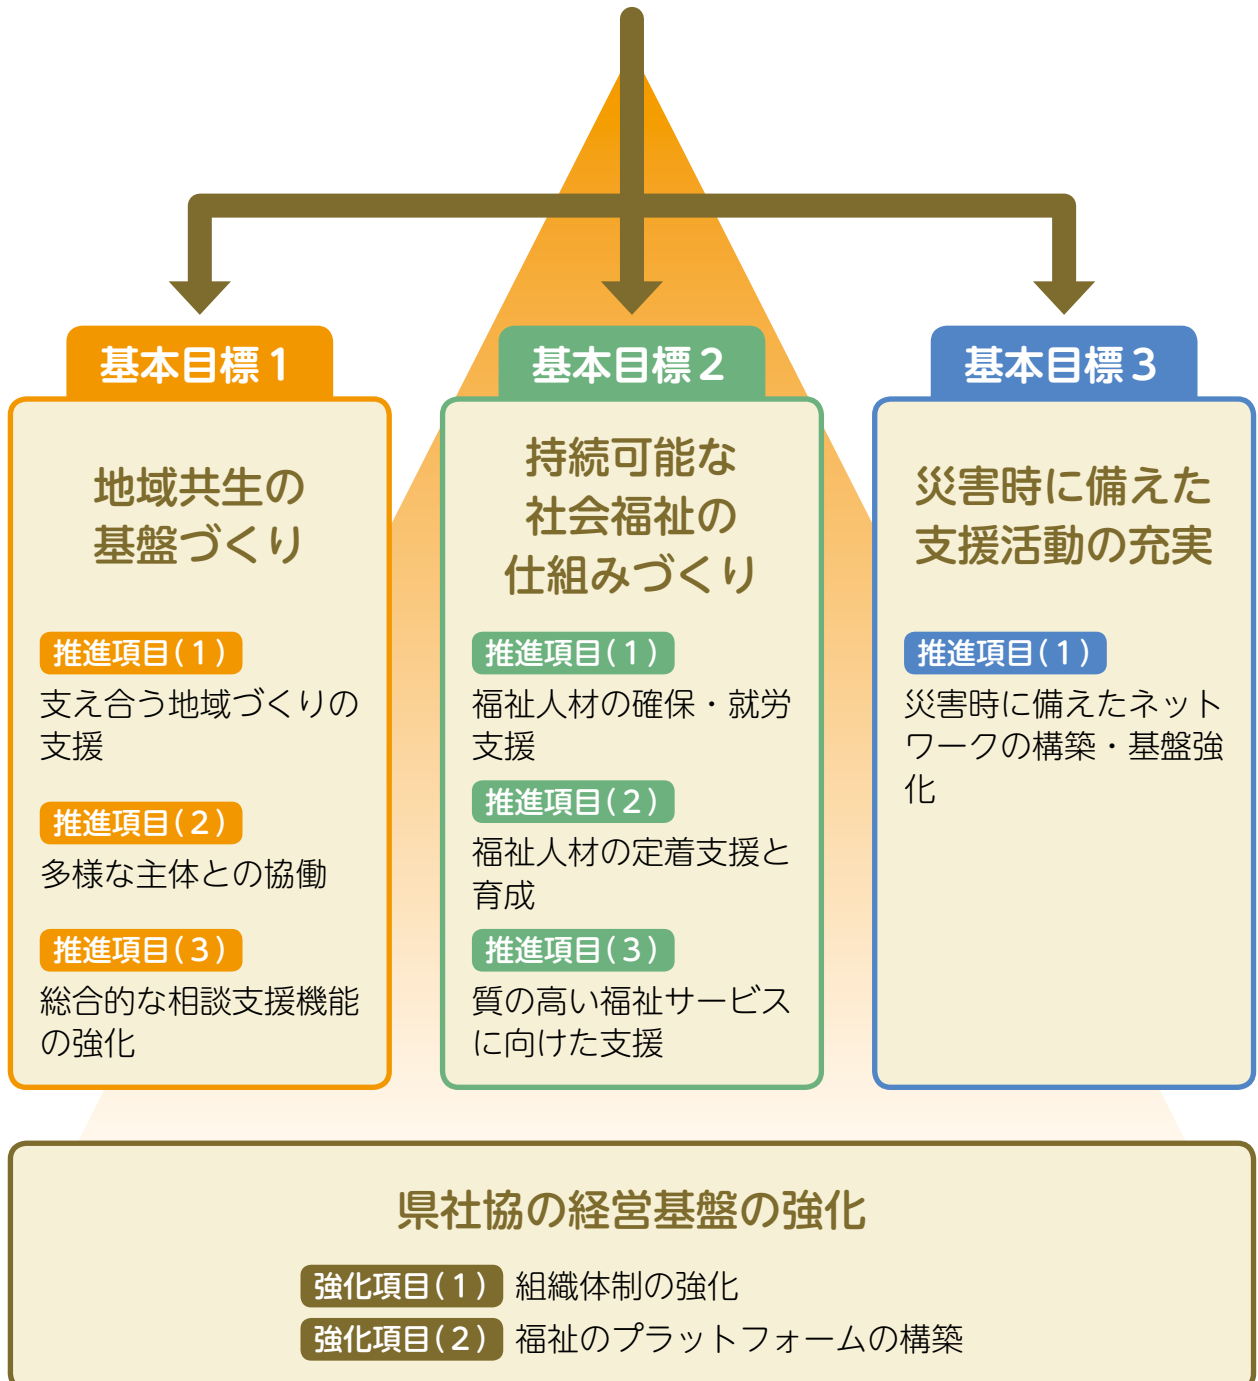 基本目標1
地域共生の
基盤づくり
推進項目(1)
支え合う地域づくりの
支援
推進項目(2)
多様な主体との協働
推進項目(3)
総合的な相談支援機能
の強化
基本目標2
持続可能な
社会福祉の
仕組みづくり
推進項目(1)
福祉人材の確保・就労
支援
推進項目(2)
福祉人材の定着支援と
育成
推進項目(3)
質の高い福祉サービス
に向けた支援
基本目標3
災害時に備えた
支援活動の充実
推進項目(1)
災害時に備えたネット
ワークの構築・基盤強
化
県社協の経営基盤の強化
強化項目(1) 組織体制の強化
強化項目(2) 福祉のプラットフォームの構築